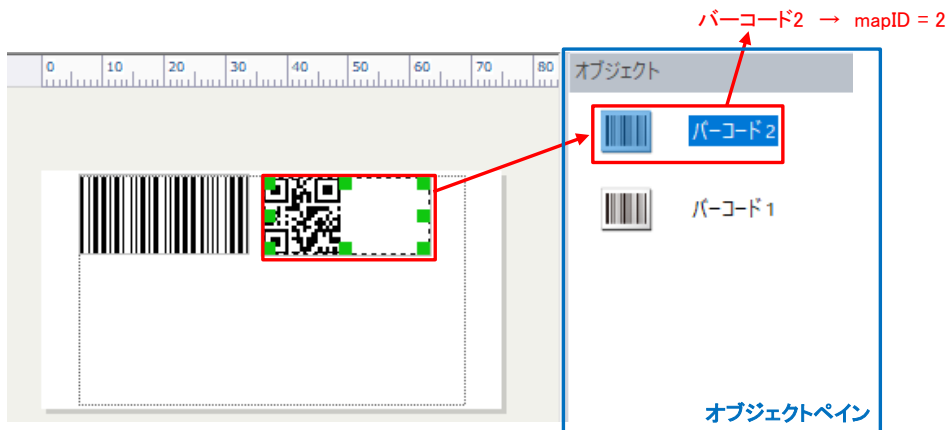 バーコード2 → mapID = 2
0 10 20 30 40 50 60 70 80
オブジェクト
バーコード 2
バーコード 1
オブジェクトペイン